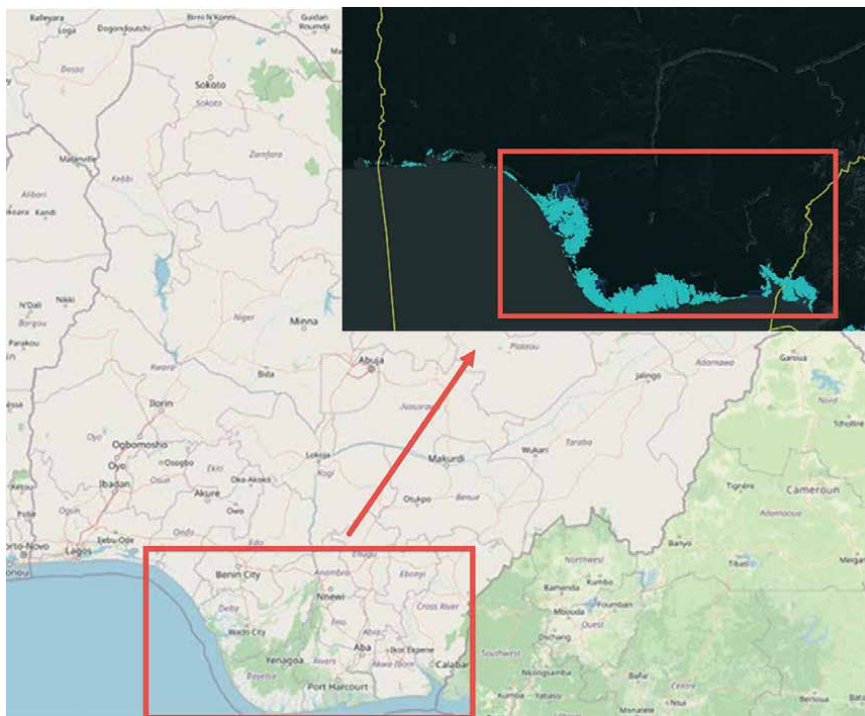 Balleyara
Birni N'Konni
Guidan Roumdji
Loga
Dogondoutchi
Dosso
Sokoto
Sokoto
Zamfara
Malanville
Kebbi
Alibori
Kandi
N'Dali
Nikki
Borgou
Parakou
Niger
Minna
Plateau
Adamawa
Garoua
Abuja
Kwara
Bida
Jalingo
Nord
Nasarawa
Tcholliré
Ilorin
Oyo
Ogbomosho
Lokoja
Wukari
Taraba
Oyo
Osogbo
Ekiti
Kogi
Makurdi
Ibadan
Osun
Oka-Akoko
Tignère
Cameroun
Akure
Otukpo
Benue
Adamaoua
Ogun
Owo
Ondo
Ijebu-Ode
Edo
Banyo
Lagos
Enugu
Tibati
Benin City
Anambra
Ebonyi
Northwest
Kumbo
Nnewi
Bamenda
Delta
Cross River
Foumban
Imo
Mbouda
Ouest
Warri City
Abia
Dschang
Aba
Ikot Ekpene
Southwest
Yenagoa
Rivers
Calabar
Nkongsamba
Bafia
Centre
Bayelsa
Akwa Ibom
Port Harcourt
Kumba
Yabassi
Ntui
Bertoua
Monatélé